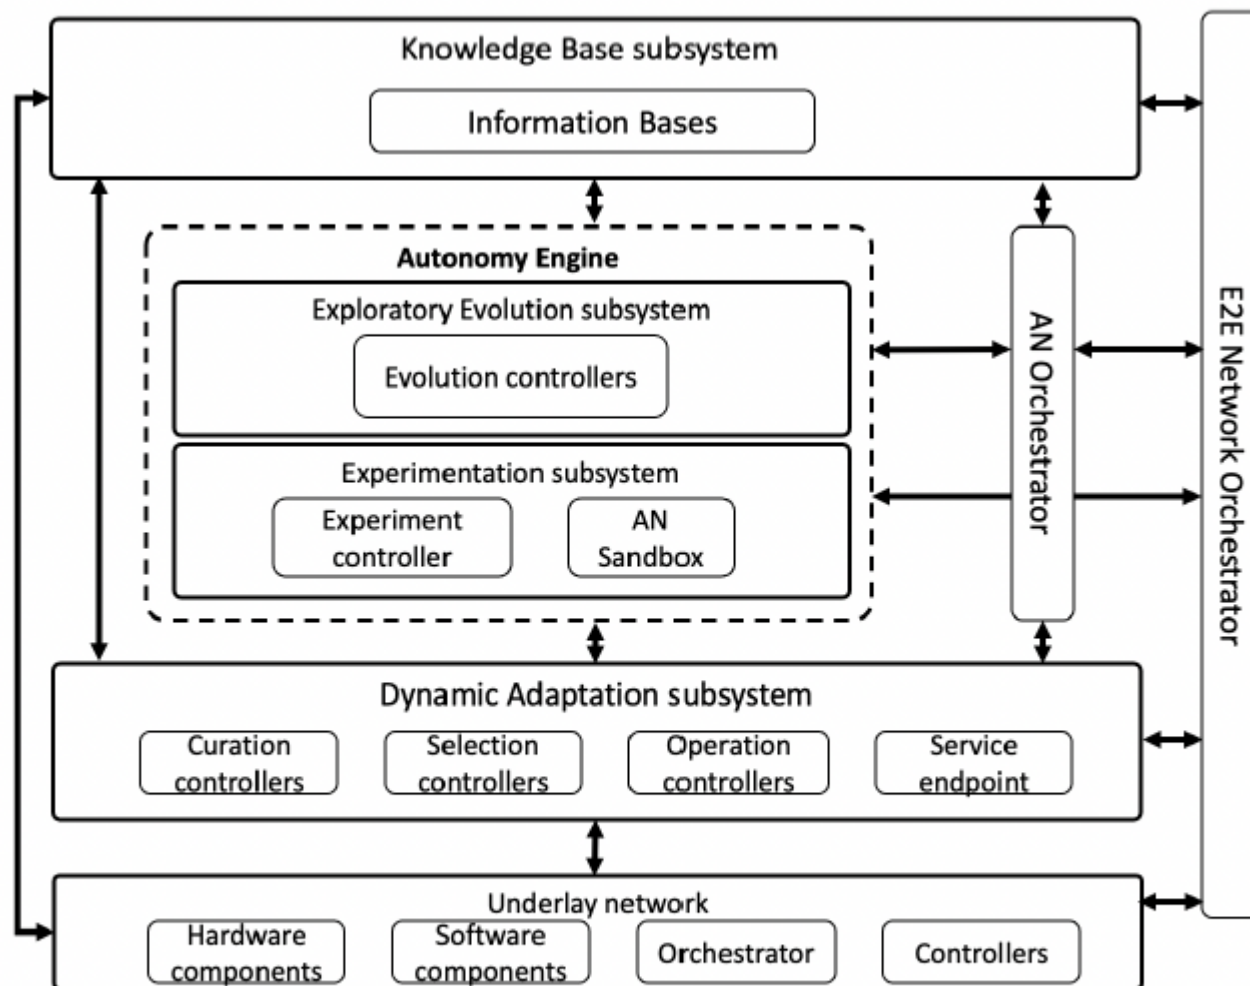 Knowledge Base subsystem
Information Bases
Autonomy Engine
Exploratory Evolution subsystem
Evolution controllers
Experimentation subsystem
Experiment
controller
AN
Sandbox
AN Orchestrator
E2E Network Orchestrator
Dynamic Adaptation subsystem
Curation
controllers
Selection
controllers
Operation
controllers
Service
endpoint
Underlay network
Hardware
components
Software
components
Orchestrator
Controllers